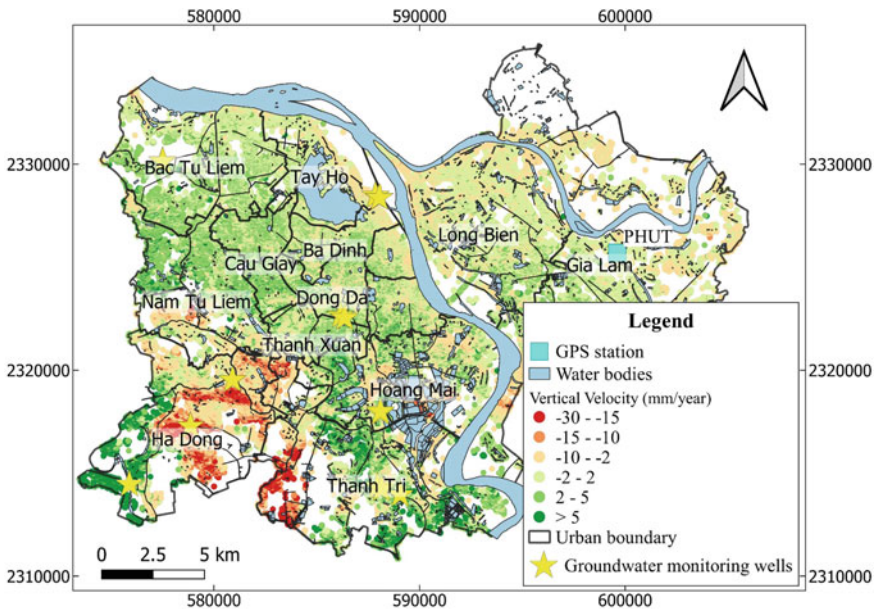 580000 590000 600000
2330000 2330000
Bac Tu Liem
Tay Ho
Long Bien
PHUT
Ba Dinh
Cau Giay
Gia Lam
Dong Da
Nam Tu Liem
Thanh Xuan
2320000 2320000
Hoang Mai
Ha Dong
Thanh Tri
Legend
GPS station
Water bodies
Vertical Velocity (mm/year)
-30 - -15
-15 - -10
-10 - -2
-2 - 2
2 - 5
> 5
Urban boundary
Groundwater monitoring wells
0 2.5 5 km
2310000 2310000
580000 590000 600000